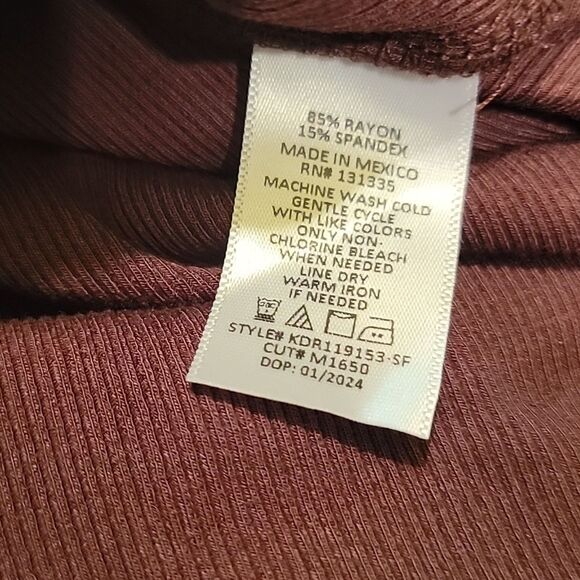 85% RAYON
15% SPANDEX
MADE IN MEXICO
RN# 131335
MACHINE WASH COLD
GENTLE CYCLE
WITH LIKE COLORS
ONLY NON-
CHLORINE BLEACH
WHEN NEEDED
LINE DRY
WARM IRON
IF NEEDED
STYLE# KDR119153-SF
CUT# M1650
DOP: 01/2024